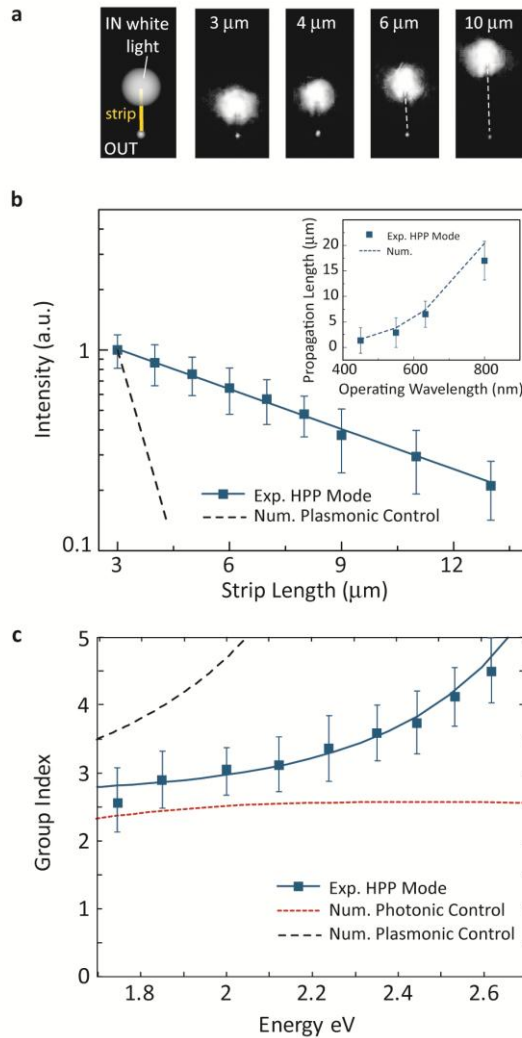 a
IN white
light
strip
OUT
3 μm
4 μm
6 μm
10 μm
b
Intensity (a.u.)
1
0.1
3
6
9
12
Strip Length (μm)
Exp. HPP Mode
Num. Plasmonic Control
Propagation Length (μm)
20
15
10
5
0
400
600
800
Operating Wavelength (nm)
Exp. HPP Mode
Num.
c
Group Index
5
4
3
2
1
0
1.8
2
2.2
2.4
2.6
Energy eV
Exp. HPP Mode
Num. Photonic Control
Num. Plasmonic Control